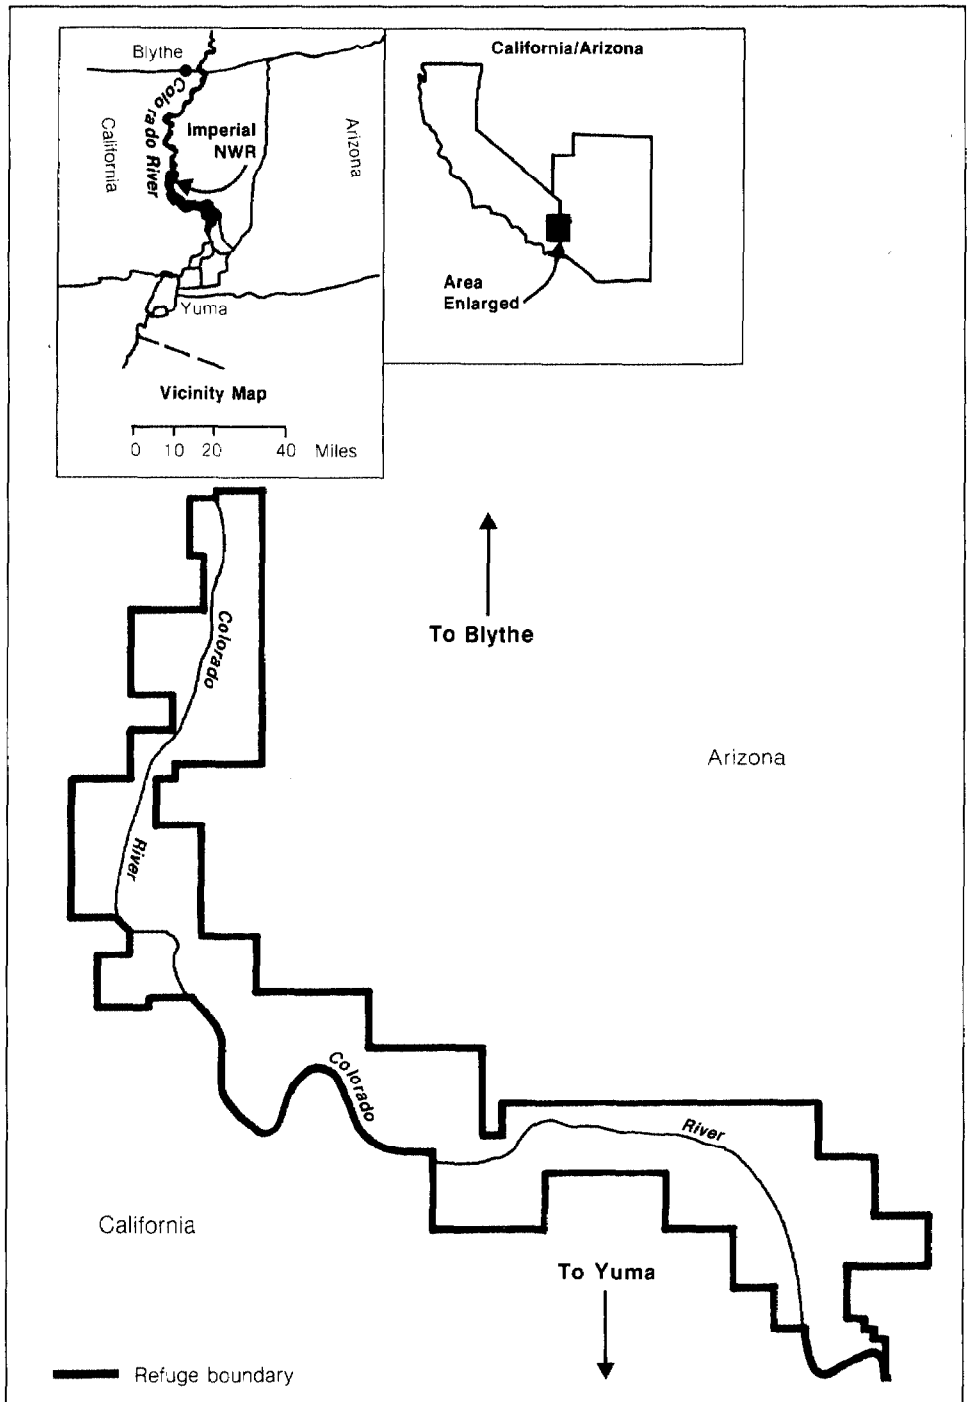 Blythe
Colorado River
California
Imperial
NWR
Arizona
Yuma
Vicinity Map
0 10 20 40 Miles
California/Arizona
Area
Enlarged
To Blythe
Colorado
Arizona
River
Colorado
River
California
To Yuma
Refuge boundary